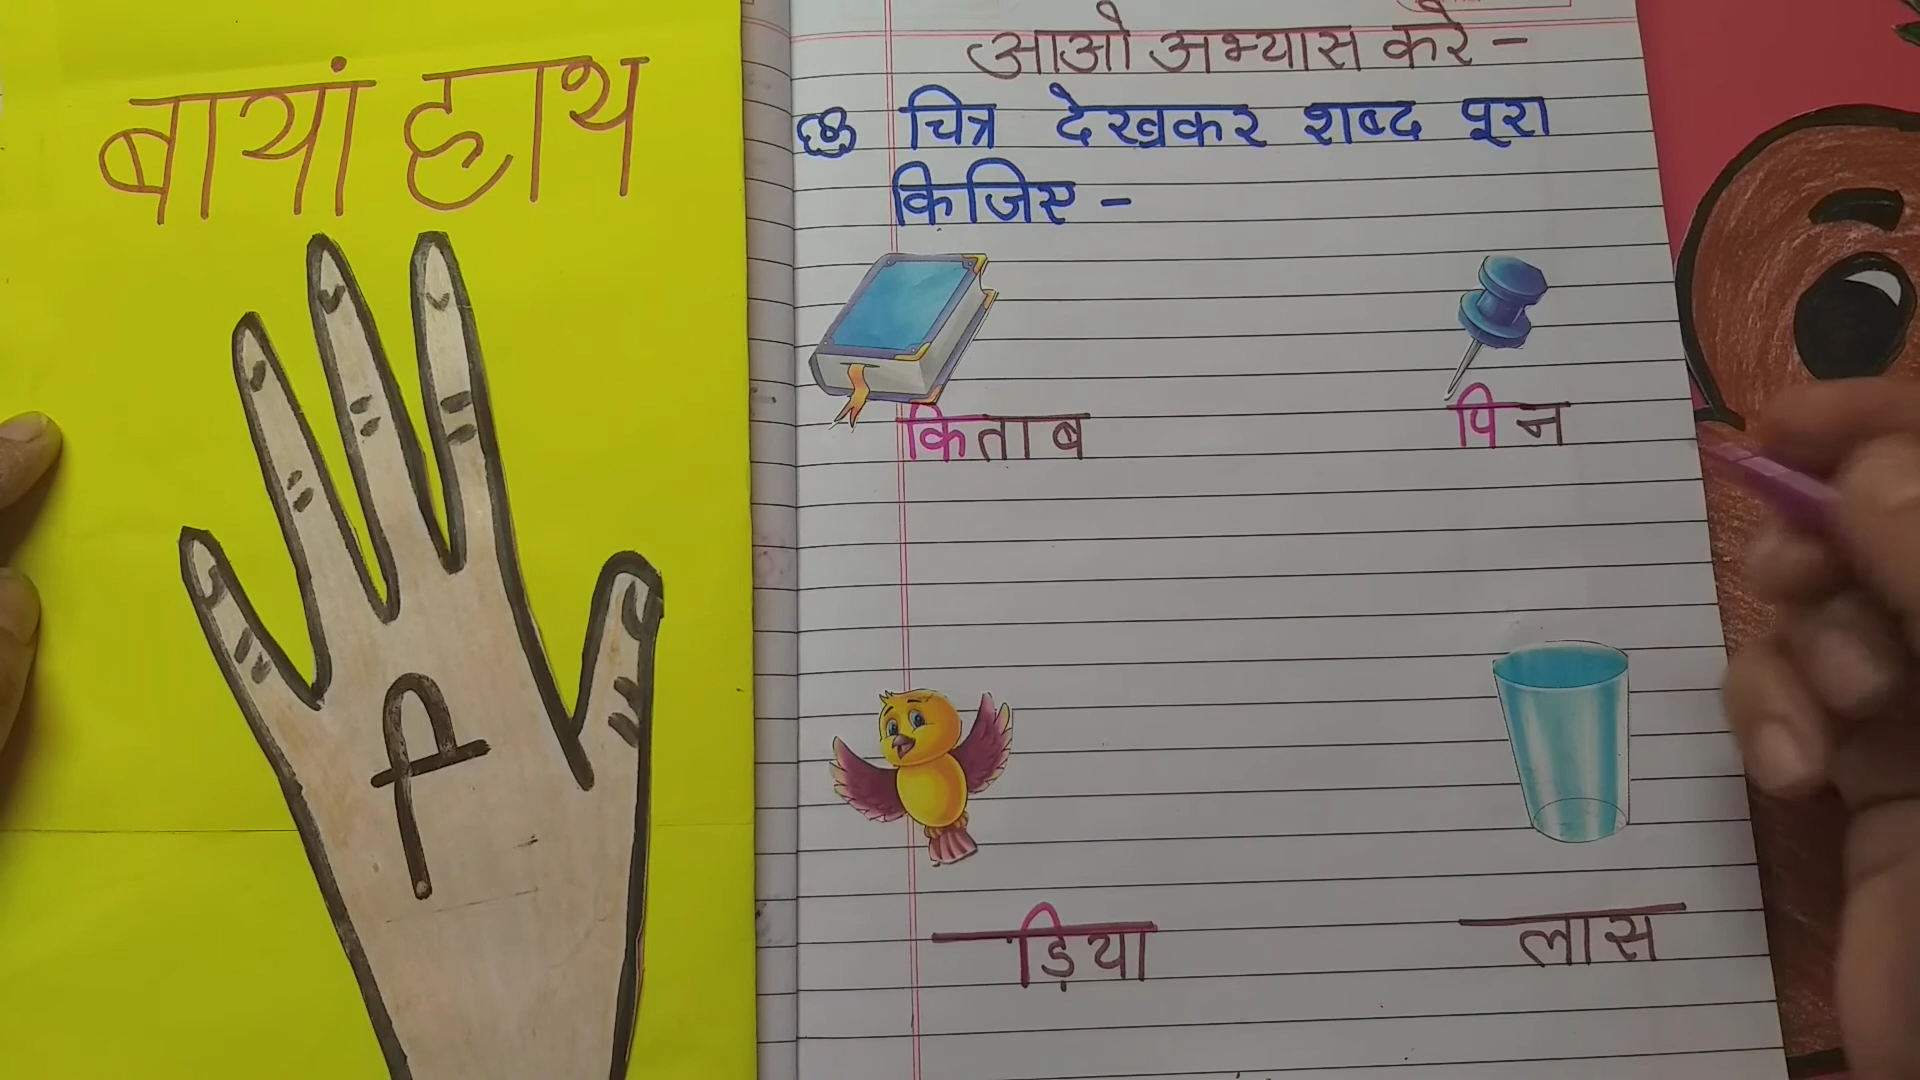 बायां हाथ
ि
आओ अभ्यास करे -
चित्र देखकर शब्द पूरा
किजिए -
किताब
पिन
ड़िया
लास